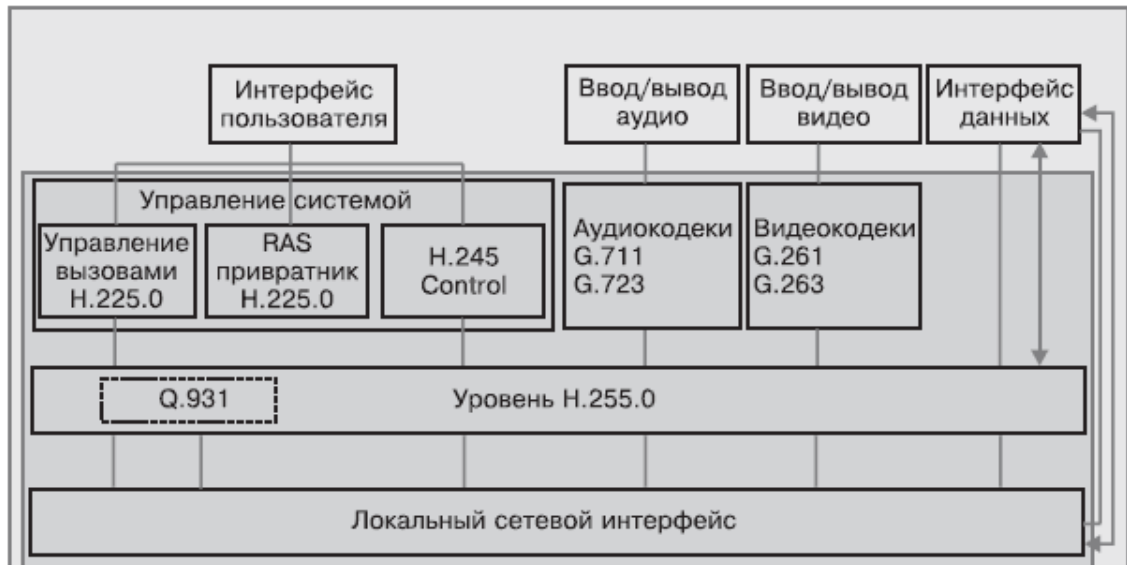 Интерфейс
пользователя
Ввод/вывод
аудио
Ввод/вывод
видео
Интерфейс
данных
Управление системой
Управление
вызовами
H.225.0
RAS
привратник
H.225.0
H.245
Control
Аудиокодеки
G.711
G.723
Видеокодеки
G.261
G.263
Q.931
Уровень H.255.0
Локальный сетевой интерфейс